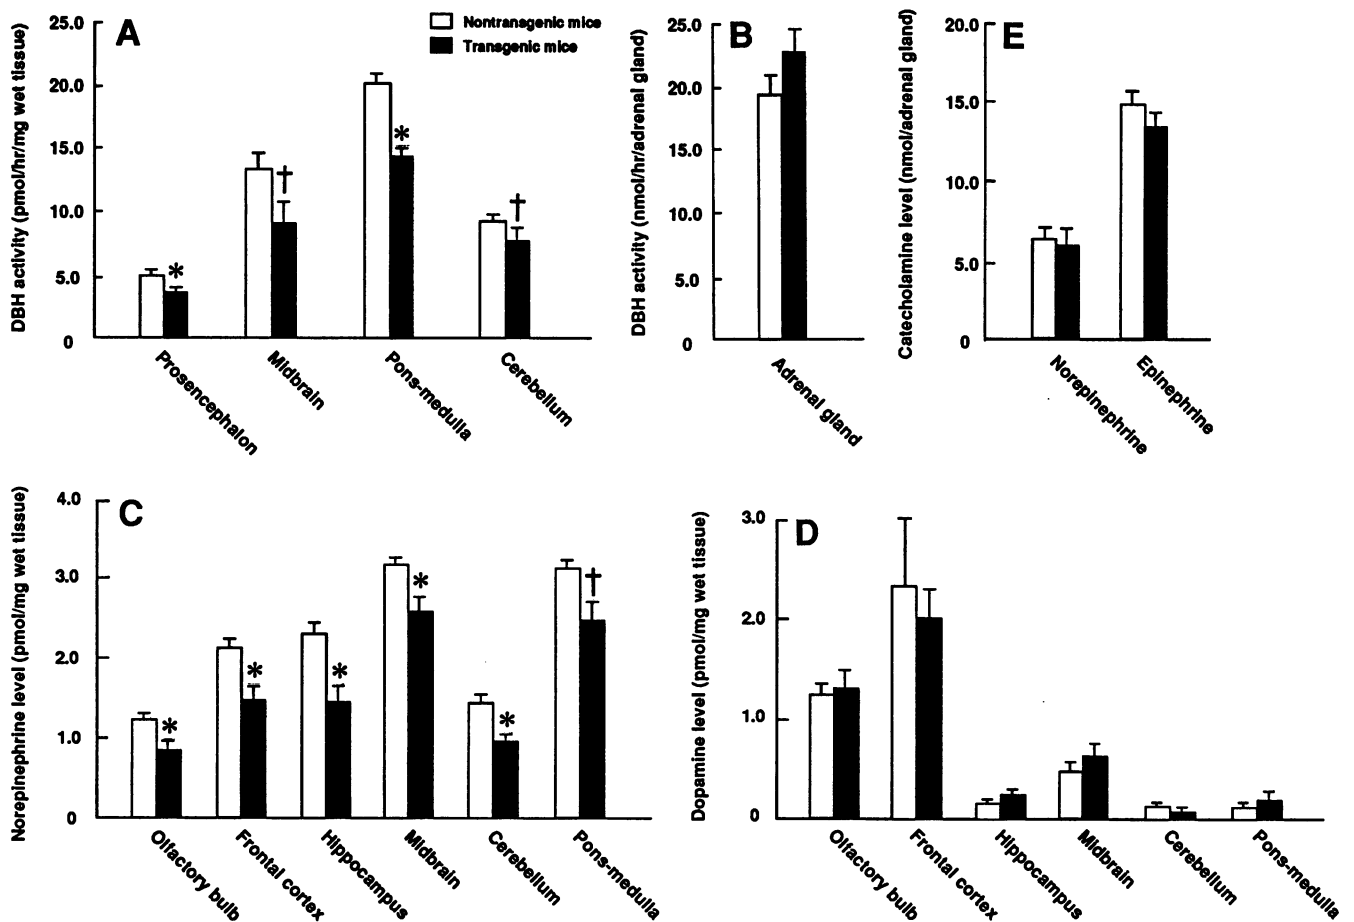 A
Nontransgenic mice
Transgenic mice
DBH activity (pmol/hr/mg wet tissue)
25.0
20.0
15.0
10.0
5.0
0
*
†
*
†
Prosencephalon
Midbrain
Pons-medulla
Cerebellum
B
DBH activity (nmol/hr/adrenal gland)
25.0
20.0
15.0
10.0
5.0
0
Adrenal gland
E
Catecholamine level (nmol/adrenal gland)
20.0
15.0
10.0
5.0
0
Norepinephrine
Epinephrine
C
Norepinephrine level (pmol/mg wet tissue)
4.0
3.0
2.0
1.0
0
*
*
*
*
*
†
Olfactory bulb
Frontal cortex
Hippocampus
Midbrain
Cerebellum
Pons-medulla
D
Dopamine level (pmol/mg wet tissue)
3.0
2.0
1.0
0
Olfactory bulb
Frontal cortex
Hippocampus
Midbrain
Cerebellum
Pons-medulla